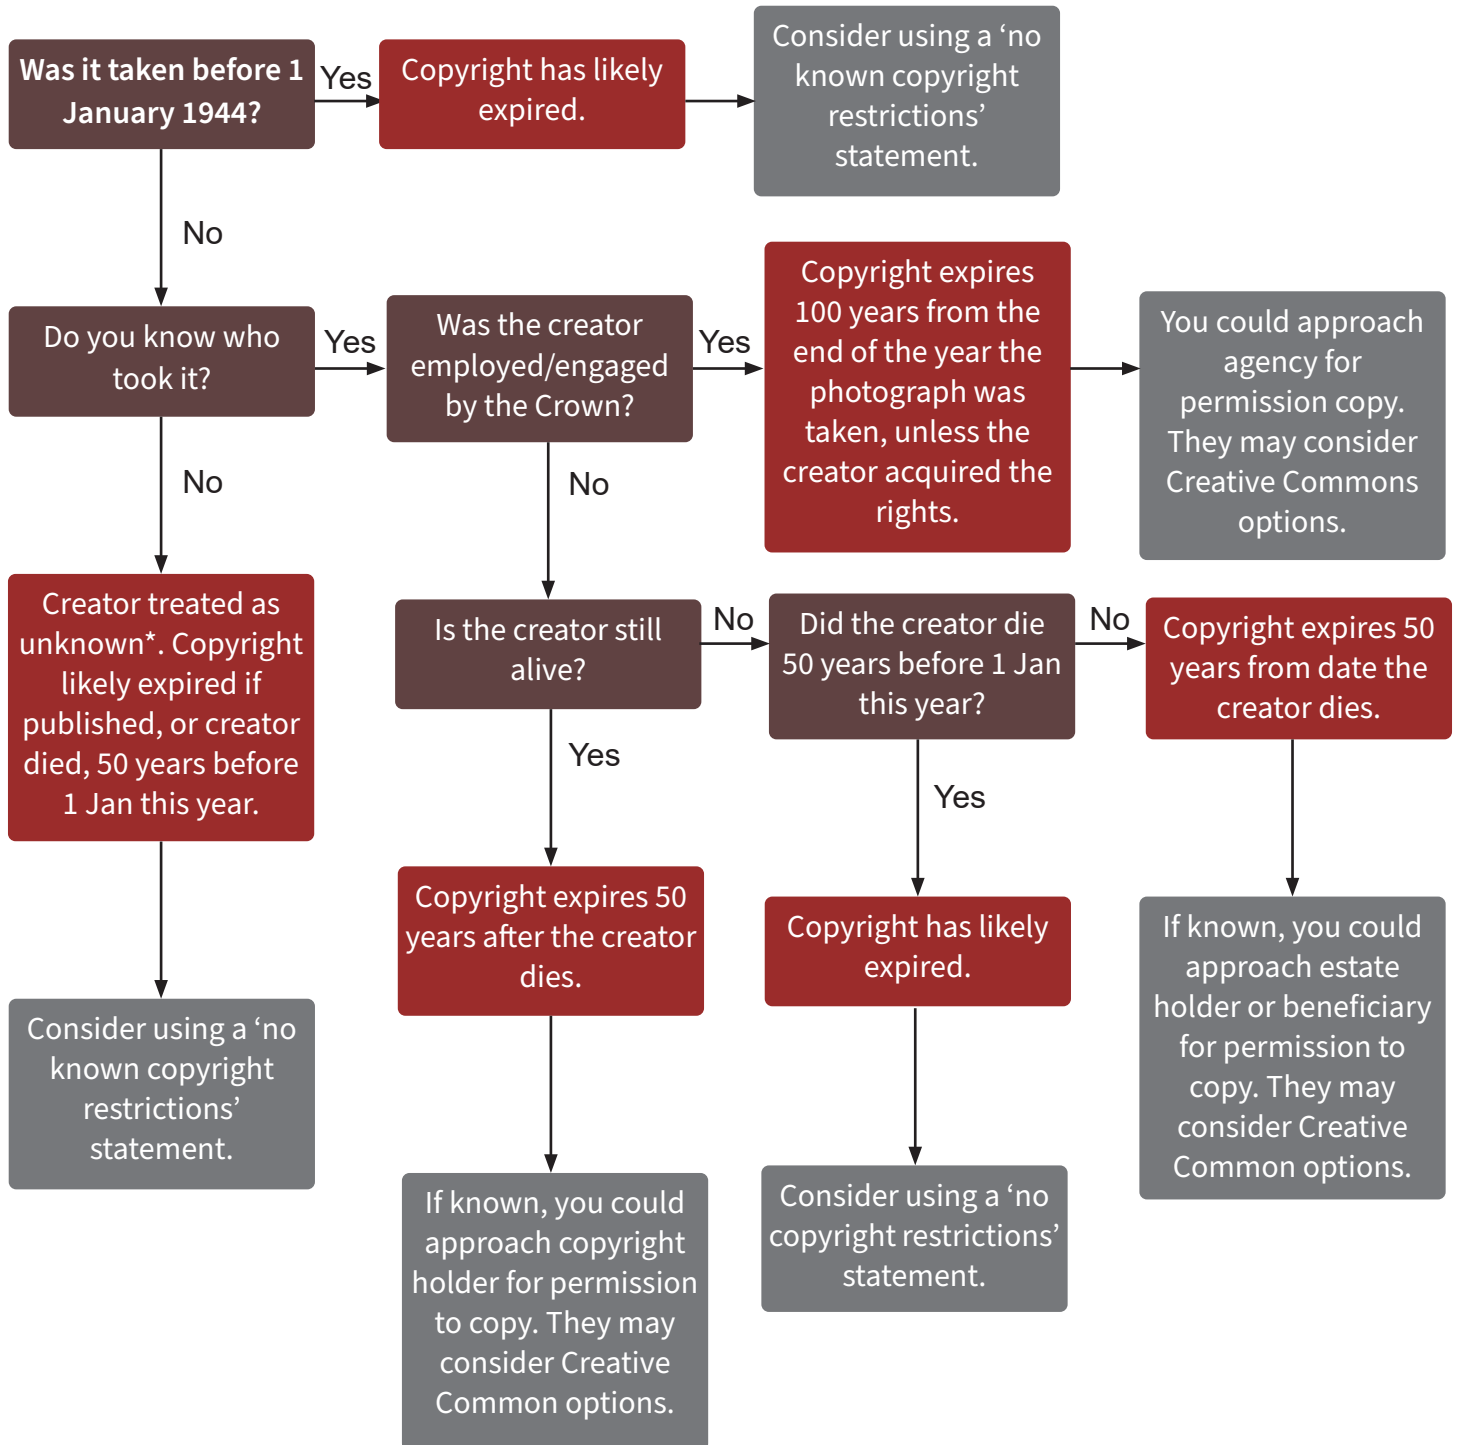 Was it taken before 1
January 1944?
Yes
Copyright has likely
expired.
Consider using a ‘no
known copyright
restrictions’
statement.
No
Do you know who
took it?
Yes
Was the creator
employed/engaged
by the Crown?
Yes
Copyright expires
100 years from the
end of the year the
photograph was
taken, unless the
creator acquired the
rights.
You could approach
agency for
permission copy.
They may consider
Creative Commons
options.
No
No
Creator treated as
unknown*. Copyright
likely expired if
published, or creator
died, 50 years before
1 Jan this year.
Is the creator still
alive?
No
Did the creator die
50 years before 1 Jan
this year?
No
Copyright expires 50
years from date the
creator dies.
Yes
Yes
Copyright expires 50
years after the creator
dies.
Copyright has likely
expired.
If known, you could
approach estate
holder or beneficiary
for permission to
copy. They may
consider Creative
Common options.
Consider using a ‘no
known copyright
restrictions’
statement.
If known, you could
approach copyright
holder for permission
to copy. They may
consider Creative
Common options.
Consider using a ‘no
copyright restrictions’
statement.